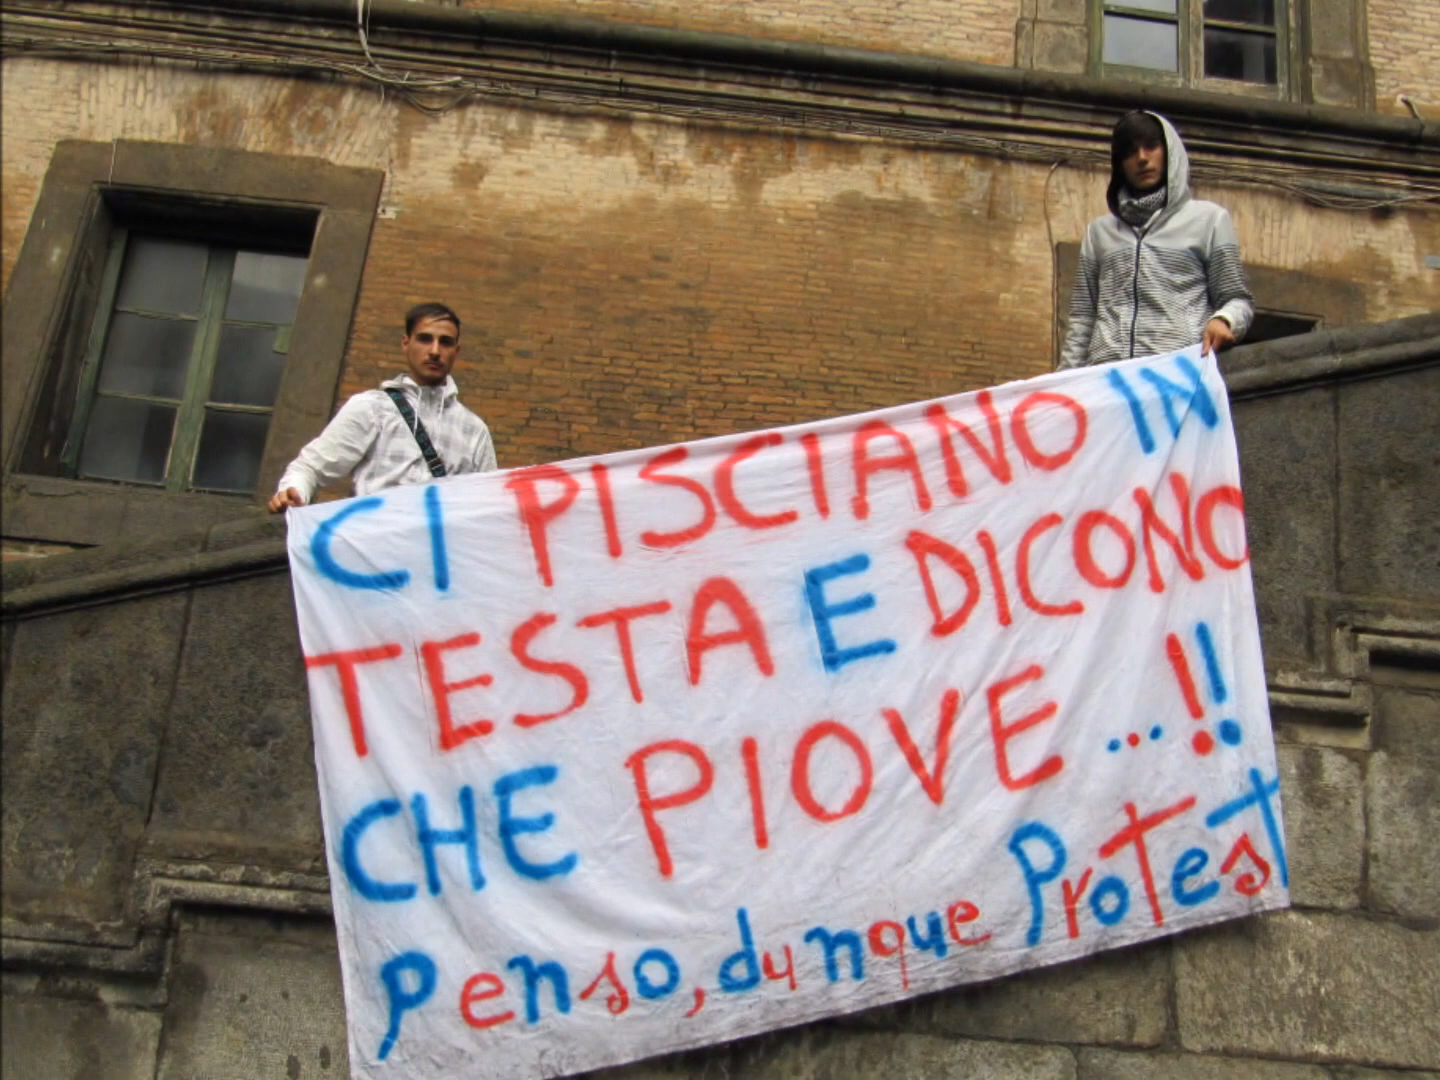 CI PISCIANO IN
TESTA E DICONO
CHE PIOVE ...!!
Penso, dunque Protest